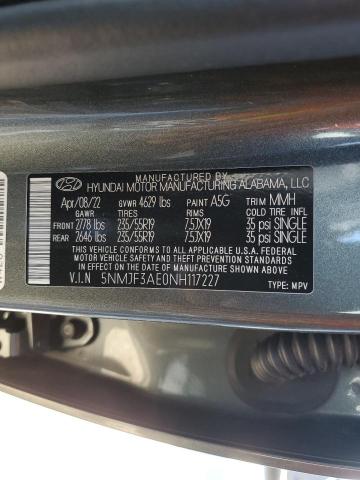 MANUFACTURED BY
HYUNDAI MOTOR MANUFACTURING ALABAMA, LLC
Apr/08/22 GVWR 4629 lbs PAINT A5G TRIM MMH
GAWR TIRES RIMS COLD TIRE INFL
FRONT 2778 lbs 235/55R19 7.5JX19 35 psi SINGLE
REAR 2646 lbs 235/55R19 7.5JX19 35 psi SINGLE
THIS VEHICLE CONFORMS TO ALL APPLICABLE U.S.A. FEDERAL
MOTOR VEHICLE SAFETY, BUMPER AND THEFT PREVENTION
STANDARDS IN EFFECT ON THE DATE OF MANUFACTURE SHOWN ABOVE.
V.I.N 5NMJF3AE0NH117227 TYPE: MPV